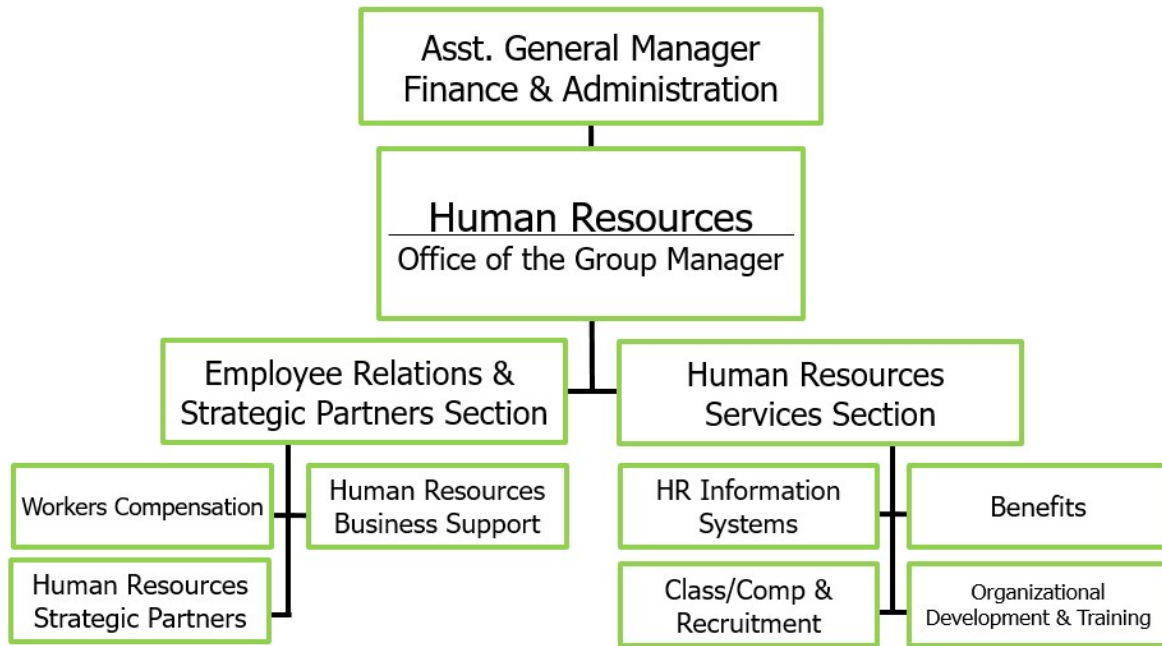 Asst. General Manager
Finance & Administration
Human Resources
Office of the Group Manager
Employee Relations &
Strategic Partners Section
Human Resources
Services Section
Workers Compensation
Human Resources
Business Support
HR Information
Systems
Benefits
Human Resources
Strategic Partners
Class/Comp &
Recruitment
Organizational
Development & Training